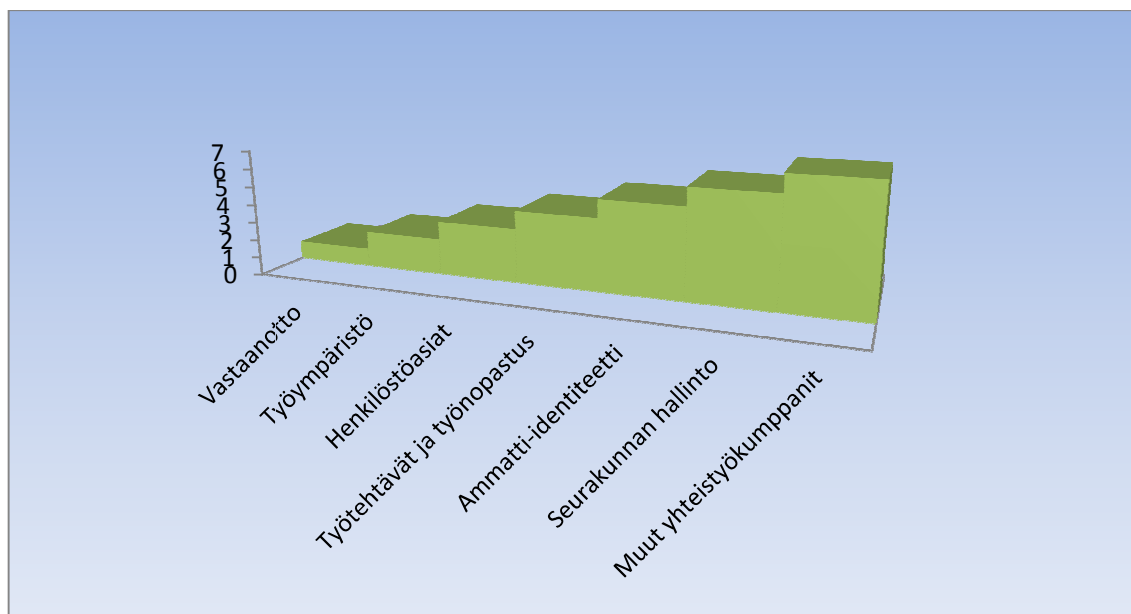 7
6
5
4
3
2
1
0
Vastaanotto
Työympäristö
Henkilöstöasiat
Työtehtävät ja työnopastus
Ammatti-identiteetti
Seurakunnan hallinto
Muut yhteistyökumppanit